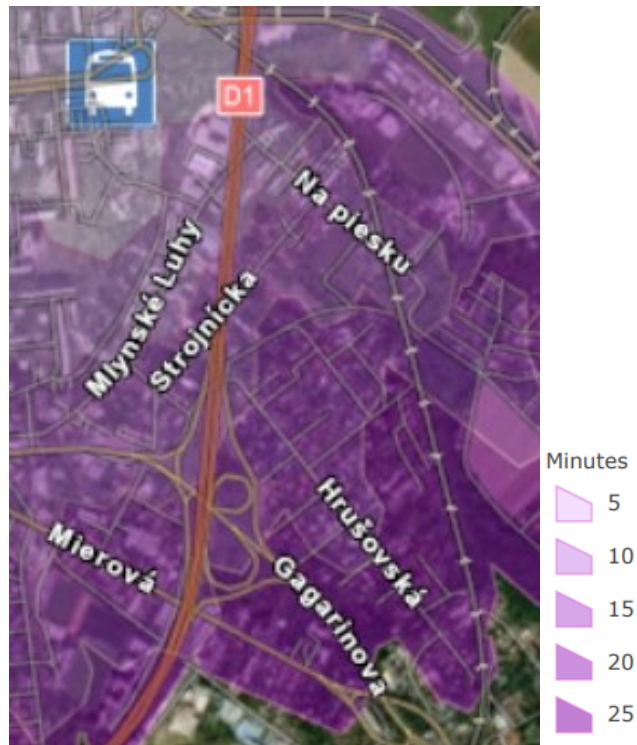 D1
Na piesku
Mlynské Luhy
Strojnícka
Hrušovská
Mierová
Gagarinova
Minutes
5
10
15
20
25